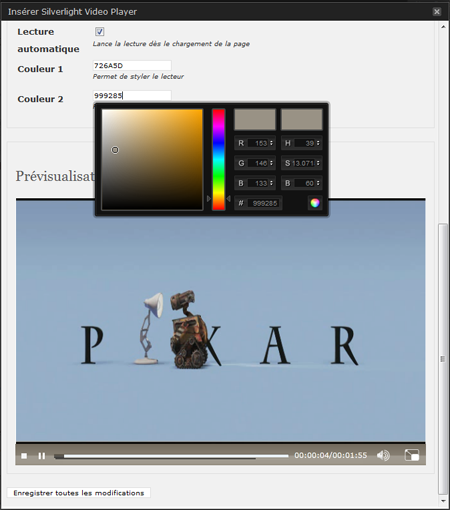 Insérer Silverlight Video Player
Lecture automatique
Lance la lecture dès le chargement de la page
Couleur 1
726A5D
Permet de styler le lecteur
Couleur 2
999285
R 153 H 39
G 146 S 13.071
B 133 B 60
# 999285
Prévisualisat
P I X A R
00:00:04/00:01:55
Enregistrer toutes les modifications